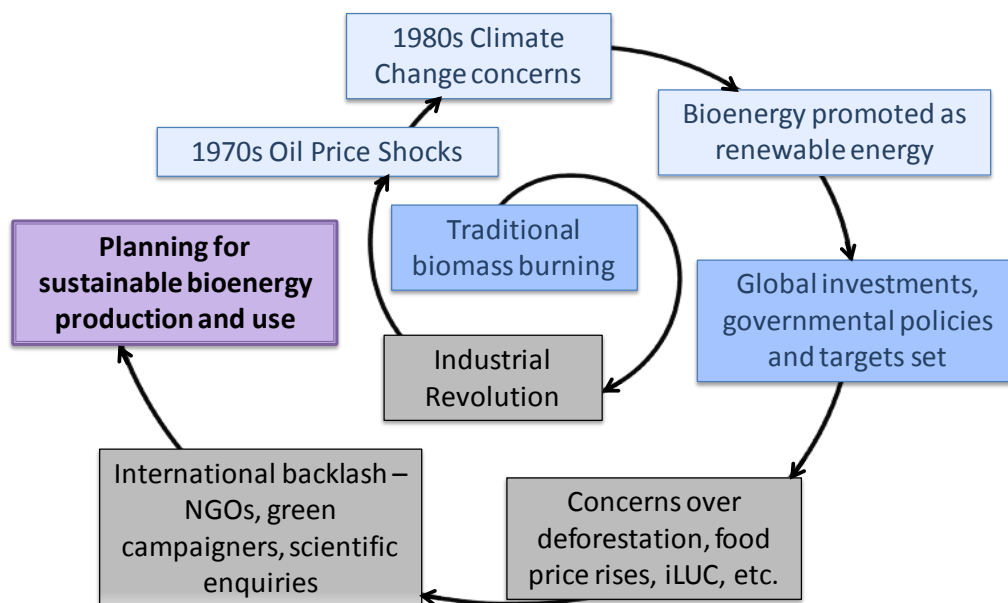 1980s Climate
Change concerns
Bioenergy promoted as
renewable energy
1970s Oil Price Shocks
Traditional
biomass burning
Planning for
sustainable bioenergy
production and use
Global investments,
governmental policies
and targets set
Industrial
Revolution
International backlash –
NGOs, green
campaigners, scientific
enquiries
Concerns over
deforestation, food
price rises, iLUC, etc.